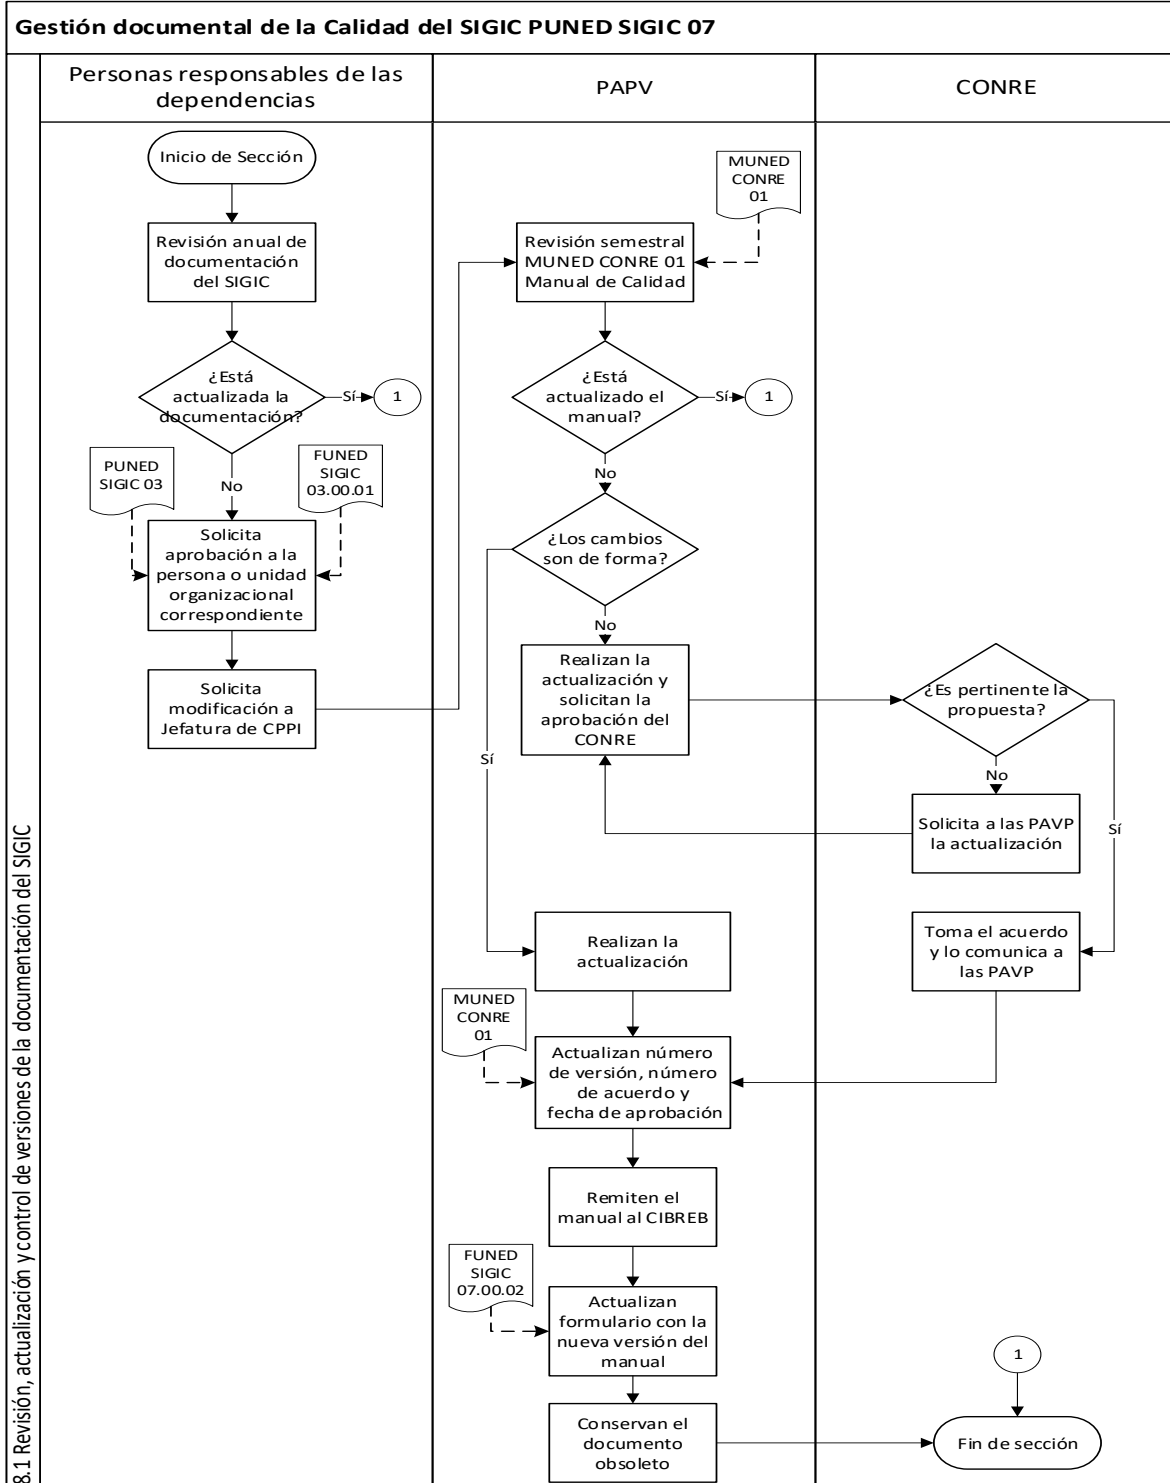 Gestión documental de la Calidad del SIGIC PUNED SIGIC 07
8.1 Revisión, actualización y control de versiones de la documentación del SIGIC
Personas responsables de las
dependencias
PAPV
CONRE
Inicio de Sección
Revisión anual de
documentación
del SIGIC
¿Está
actualizada la
documentación?
Sí
1
No
PUNED
SIGIC 03
FUNED
SIGIC
03.00.01
Solicita
aprobación a la
persona o unidad
organizacional
correspondiente
Solicita
modificación a
Jefatura de CPPI
MUNED
CONRE
01
Revisión semestral
MUNED CONRE 01
Manual de Calidad
¿Está
actualizado el
manual?
Sí
1
No
¿Los cambios
son de forma?
No
Sí
Realizan la
actualización y
solicitan la
aprobación del
CONRE
¿Es pertinente la
propuesta?
No
Sí
Solicita a las PAVP
la actualización
Toma el acuerdo
y lo comunica a
las PAVP
Realizan la
actualización
MUNED
CONRE
01
Actualizan número
de versión, número
de acuerdo y
fecha de aprobación
Remiten el
manual al CIBREB
FUNED
SIGIC
07.00.02
Actualizan
formulario con la
nueva versión del
manual
Conservan el
documento
obsoleto
1
Fin de sección